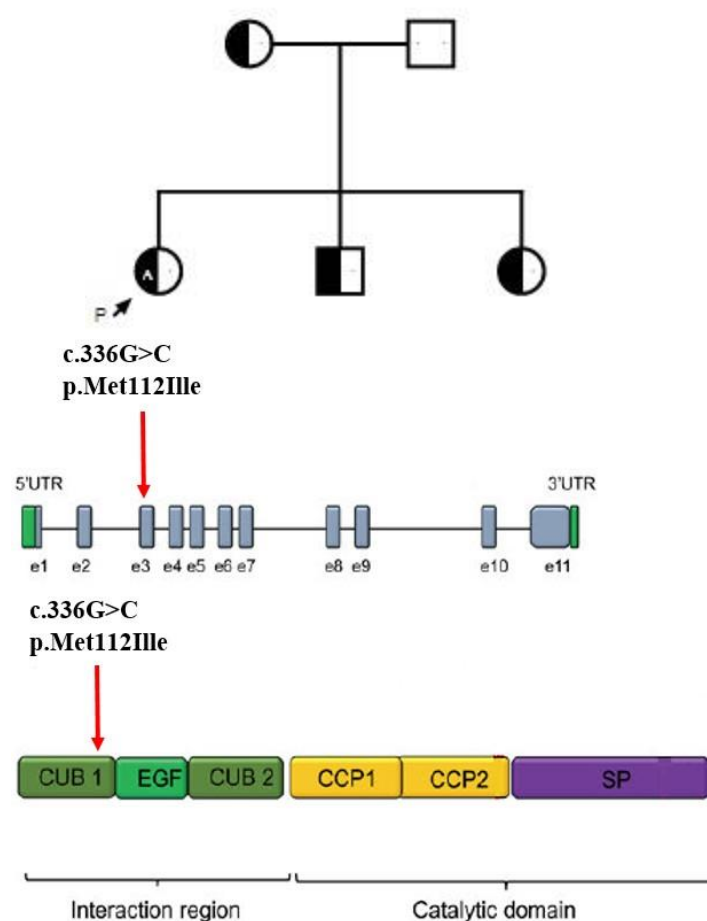 A
P
c.336G>C
p.Met112Ille
5'UTR
3'UTR
e1 e2 e3 e4 e5 e6 e7 e8 e9 e10 e11
c.336G>C
p.Met112Ille
CUB 1 EGF CUB 2 CCP1 CCP2 SP
Interaction region Catalytic domain